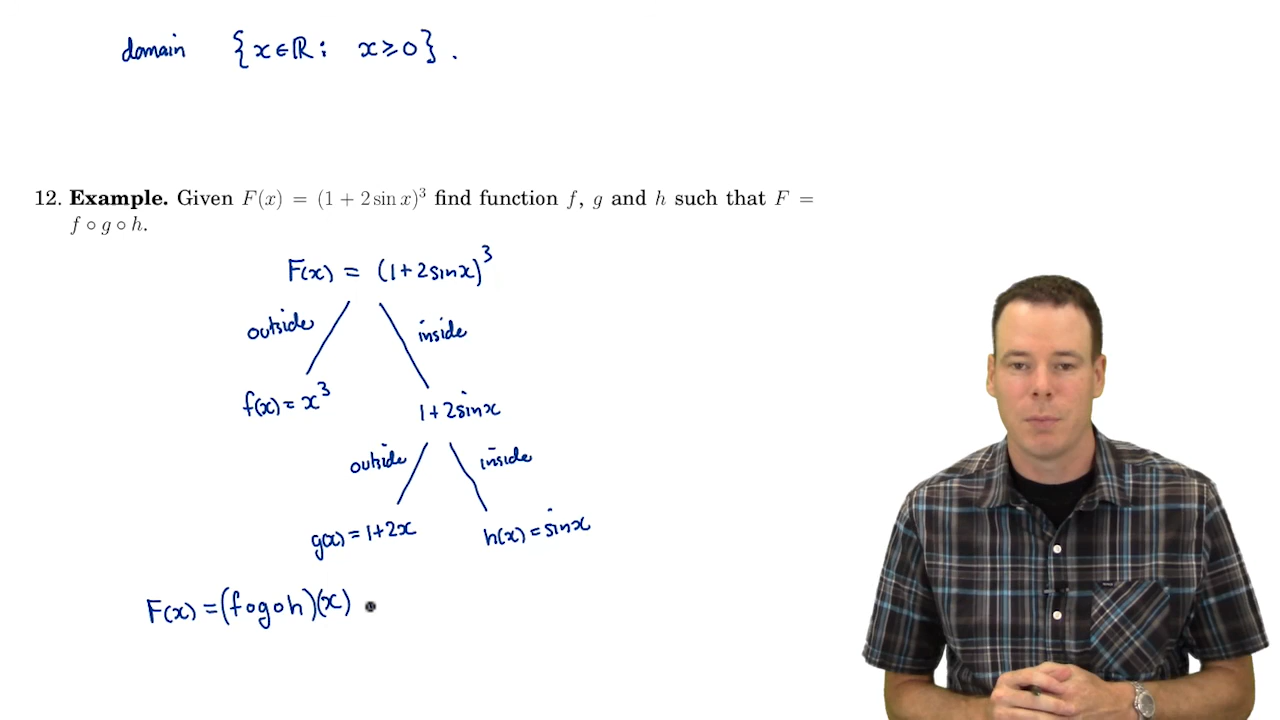 domain {x∈ℝ: x≥0}.
12. Example. Given F(x) = (1 + 2 sin x)³ find function f, g and h such that F =
f ∘ g ∘ h.
F(x) = (1+2sinx)³
outside inside
f(x) = x³ 1+2sinx
outside inside
g(x) = 1+2x h(x) = sinx
F(x) = (f∘g∘h)(x)